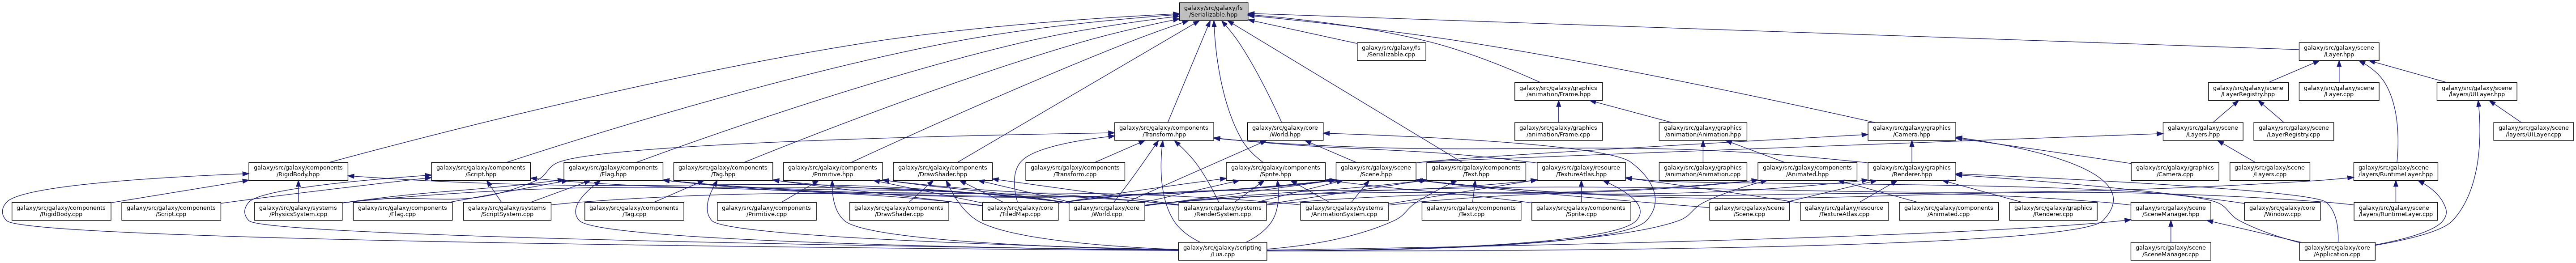 galaxy/src/galaxy/fs
/Serializable.hpp
galaxy/src/galaxy/fs
/Serializable.cpp
galaxy/src/galaxy/scene
/Layer.hpp
galaxy/src/galaxy/graphics
/animation/Frame.hpp
galaxy/src/galaxy/scene
/LayerRegistry.hpp
galaxy/src/galaxy/scene
/Layer.cpp
galaxy/src/galaxy/scene
/layers/UILayer.hpp
galaxy/src/galaxy/components
/Transform.hpp
galaxy/src/galaxy/core
/World.hpp
galaxy/src/galaxy/graphics
/animation/Frame.cpp
galaxy/src/galaxy/graphics
/animation/Animation.hpp
galaxy/src/galaxy/graphics
/Camera.hpp
galaxy/src/galaxy/scene
/Layers.hpp
galaxy/src/galaxy/scene
/LayerRegistry.cpp
galaxy/src/galaxy/scene
/layers/UILayer.cpp
galaxy/src/galaxy/components
/RigidBody.hpp
galaxy/src/galaxy/components
/Script.hpp
galaxy/src/galaxy/components
/Flag.hpp
galaxy/src/galaxy/components
/Tag.hpp
galaxy/src/galaxy/components
/Primitive.hpp
galaxy/src/galaxy/components
/DrawShader.hpp
galaxy/src/galaxy/components
/Transform.cpp
galaxy/src/galaxy/components
/Sprite.hpp
galaxy/src/galaxy/scene
/Scene.hpp
galaxy/src/galaxy/components
/Text.hpp
galaxy/src/galaxy/resource
/TextureAtlas.hpp
galaxy/src/galaxy/graphics
/animation/Animation.cpp
galaxy/src/galaxy/components
/Animated.hpp
galaxy/src/galaxy/graphics
/Renderer.hpp
galaxy/src/galaxy/graphics
/Camera.cpp
galaxy/src/galaxy/scene
/Layers.cpp
galaxy/src/galaxy/scene
/layers/RuntimeLayer.hpp
galaxy/src/galaxy/components
/RigidBody.cpp
galaxy/src/galaxy/components
/Script.cpp
galaxy/src/galaxy/systems
/PhysicsSystem.cpp
galaxy/src/galaxy/components
/Flag.cpp
galaxy/src/galaxy/systems
/ScriptSystem.cpp
galaxy/src/galaxy/components
/Tag.cpp
galaxy/src/galaxy/components
/Primitive.cpp
galaxy/src/galaxy/components
/DrawShader.cpp
galaxy/src/galaxy/core
/TiledMap.cpp
galaxy/src/galaxy/core
/World.cpp
galaxy/src/galaxy/systems
/RenderSystem.cpp
galaxy/src/galaxy/systems
/AnimationSystem.cpp
galaxy/src/galaxy/components
/Text.cpp
galaxy/src/galaxy/components
/Sprite.cpp
galaxy/src/galaxy/scene
/Scene.cpp
galaxy/src/galaxy/resource
/TextureAtlas.cpp
galaxy/src/galaxy/components
/Animated.cpp
galaxy/src/galaxy/graphics
/Renderer.cpp
galaxy/src/galaxy/scene
/SceneManager.hpp
galaxy/src/galaxy/core
/Window.cpp
galaxy/src/galaxy/scene
/layers/RuntimeLayer.cpp
galaxy/src/galaxy/scripting
/Lua.cpp
galaxy/src/galaxy/scene
/SceneManager.cpp
galaxy/src/galaxy/core
/Application.cpp